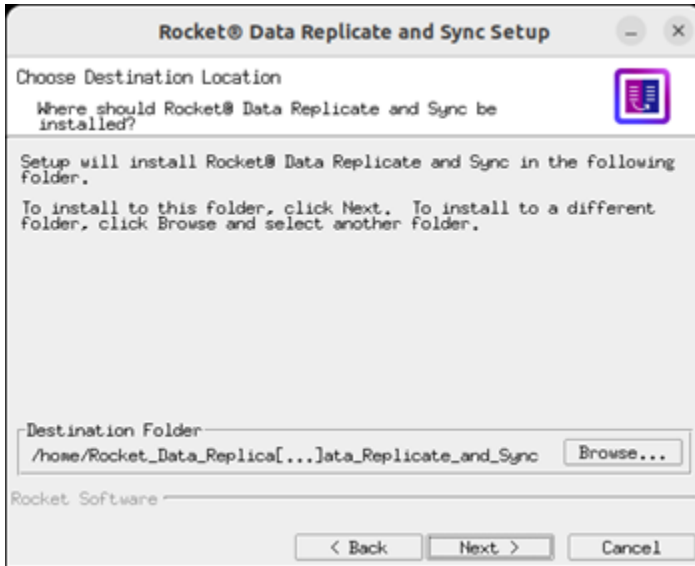 Rocket® Data Replicate and Sync Setup
Choose Destination Location
Where should Rocket® Data Replicate and Sync be
installed?
Setup will install Rocket® Data Replicate and Sync in the following
folder.
To install to this folder, click Next. To install to a different
folder, click Browse and select another folder.
Destination Folder
/home/Rocket_Data_Replica[...]ata_Replicate_and_Sync
Browse...
Rocket Software
< Back
Next >
Cancel